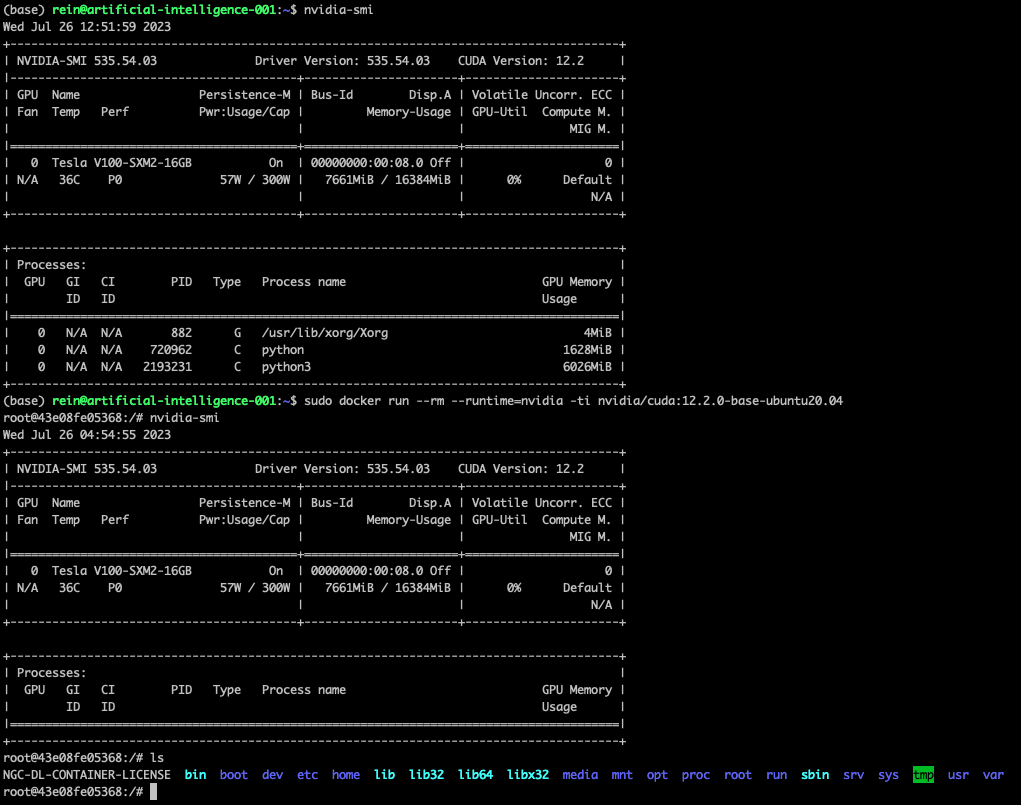 (base) rein@artificial-intelligence-001:~$ nvidia-smi
Wed Jul 26 12:51:59 2023
+---------------------------------------------------------------------------------------+
| NVIDIA-SMI 535.54.03              Driver Version: 535.54.03    CUDA Version: 12.2     |
|-----------------------------------------+----------------------+----------------------+
| GPU  Name                 Persistence-M | Bus-Id        Disp.A | Volatile Uncorr. ECC |
| Fan  Temp   Perf          Pwr:Usage/Cap |         Memory-Usage | GPU-Util  Compute M. |
|                                         |                      |               MIG M. |
|=========================================+======================+======================|
|   0  Tesla V100-SXM2-16GB           On  | 00000000:00:08.0 Off |                    0 |
| N/A   36C    P0              57W / 300W |   7661MiB / 16384MiB |      0%      Default |
|                                         |                      |                  N/A |
+-----------------------------------------+----------------------+----------------------+

+---------------------------------------------------------------------------------------+
| Processes:                                                                            |
|  GPU   GI   CI        PID   Type   Process name                            GPU Memory |
|        ID   ID                                                             Usage      |
|=======================================================================================|
|    0   N/A  N/A       882      G   /usr/lib/xorg/Xorg                            4MiB |
|    0   N/A  N/A    720962      C   python                                     1628MiB |
|    0   N/A  N/A   2193231      C   python3                                    6026MiB |
+---------------------------------------------------------------------------------------+
(base) rein@artificial-intelligence-001:~$ sudo docker run --rm --runtime=nvidia -ti nvidia/cuda:12.2.0-base-ubuntu20.04
root@43e08fe05368:/# nvidia-smi
Wed Jul 26 04:54:55 2023
+---------------------------------------------------------------------------------------+
| NVIDIA-SMI 535.54.03              Driver Version: 535.54.03    CUDA Version: 12.2     |
|-----------------------------------------+----------------------+----------------------+
| GPU  Name                 Persistence-M | Bus-Id        Disp.A | Volatile Uncorr. ECC |
| Fan  Temp   Perf          Pwr:Usage/Cap |         Memory-Usage | GPU-Util  Compute M. |
|                                         |                      |               MIG M. |
|=========================================+======================+======================|
|   0  Tesla V100-SXM2-16GB           On  | 00000000:00:08.0 Off |                    0 |
| N/A   36C    P0              57W / 300W |   7661MiB / 16384MiB |      0%      Default |
|                                         |                      |                  N/A |
+-----------------------------------------+----------------------+----------------------+

+---------------------------------------------------------------------------------------+
| Processes:                                                                            |
|  GPU   GI   CI        PID   Type   Process name                            GPU Memory |
|        ID   ID                                                             Usage      |
|=======================================================================================|
+---------------------------------------------------------------------------------------+
root@43e08fe05368:/# ls
NGC-DL-CONTAINER-LICENSE  bin  boot  dev  etc  home  lib  lib32  lib64  libx32  media  mnt  opt  proc  root  run  sbin  srv  sys  tmp  usr  var
root@43e08fe05368:/#